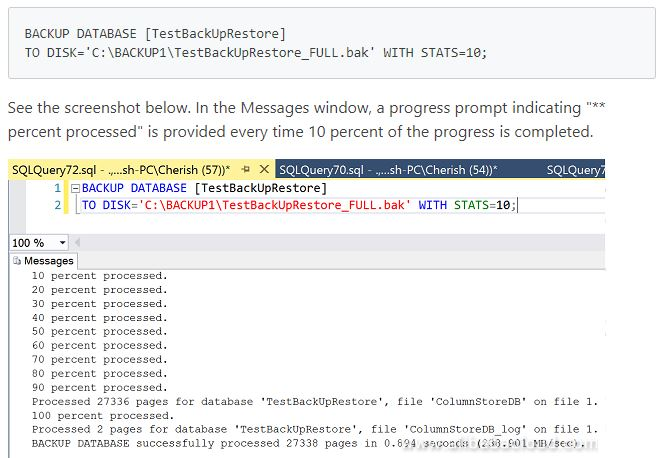 BACKUP DATABASE [TestBackUpRestore]
TO DISK='C:\BACKUP1\TestBackUpRestore_FULL.bak' WITH STATS=10;
See the screenshot below. In the Messages window, a progress prompt indicating "**
percent processed" is provided every time 10 percent of the progress is completed.
SQLQuery72.sql - .,...sh-PC\Cherish (57))* SQLQuery70.sql - .,...sh-PC\Cherish (54))* SQLQuery7
1 BACKUP DATABASE [TestBackUpRestore]
2 TO DISK='C:\BACKUP1\TestBackUpRestore_FULL.bak' WITH STATS=10;
100 %
Messages
10 percent processed.
20 percent processed.
30 percent processed.
40 percent processed.
50 percent processed.
60 percent processed.
70 percent processed.
80 percent processed.
90 percent processed.
Processed 27336 pages for database 'TestBackUpRestore', file 'ColumnStoreDB' on file 1.
100 percent processed.
Processed 2 pages for database 'TestBackUpRestore', file 'ColumnStoreDB_log' on file 1.
BACKUP DATABASE successfully processed 27338 pages in 0.894 seconds (238.901 MB/sec).